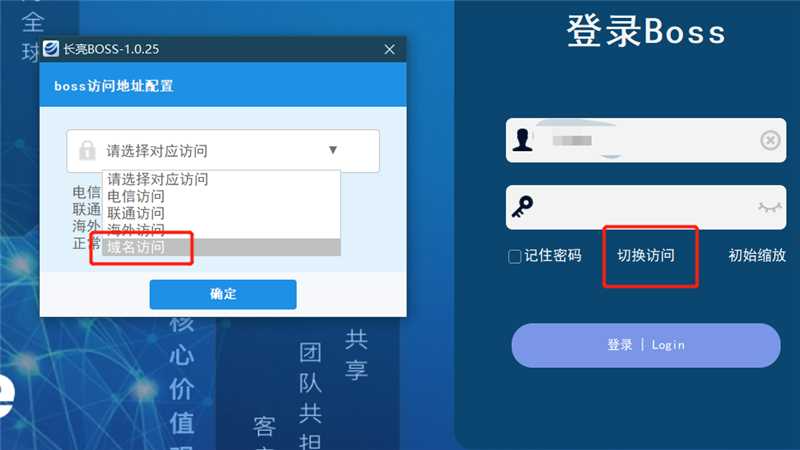 全
球
长亮BOSS-1.0.25
boss访问地址配置
请选择对应访问
请选择对应访问
电信访问
联通访问
海外访问
域名访问
电信
联通
海外
正常
确定
核心价值
团队共担
共享
客
登录Boss
记住密码
切换访问
初始缩放
登录 | Login